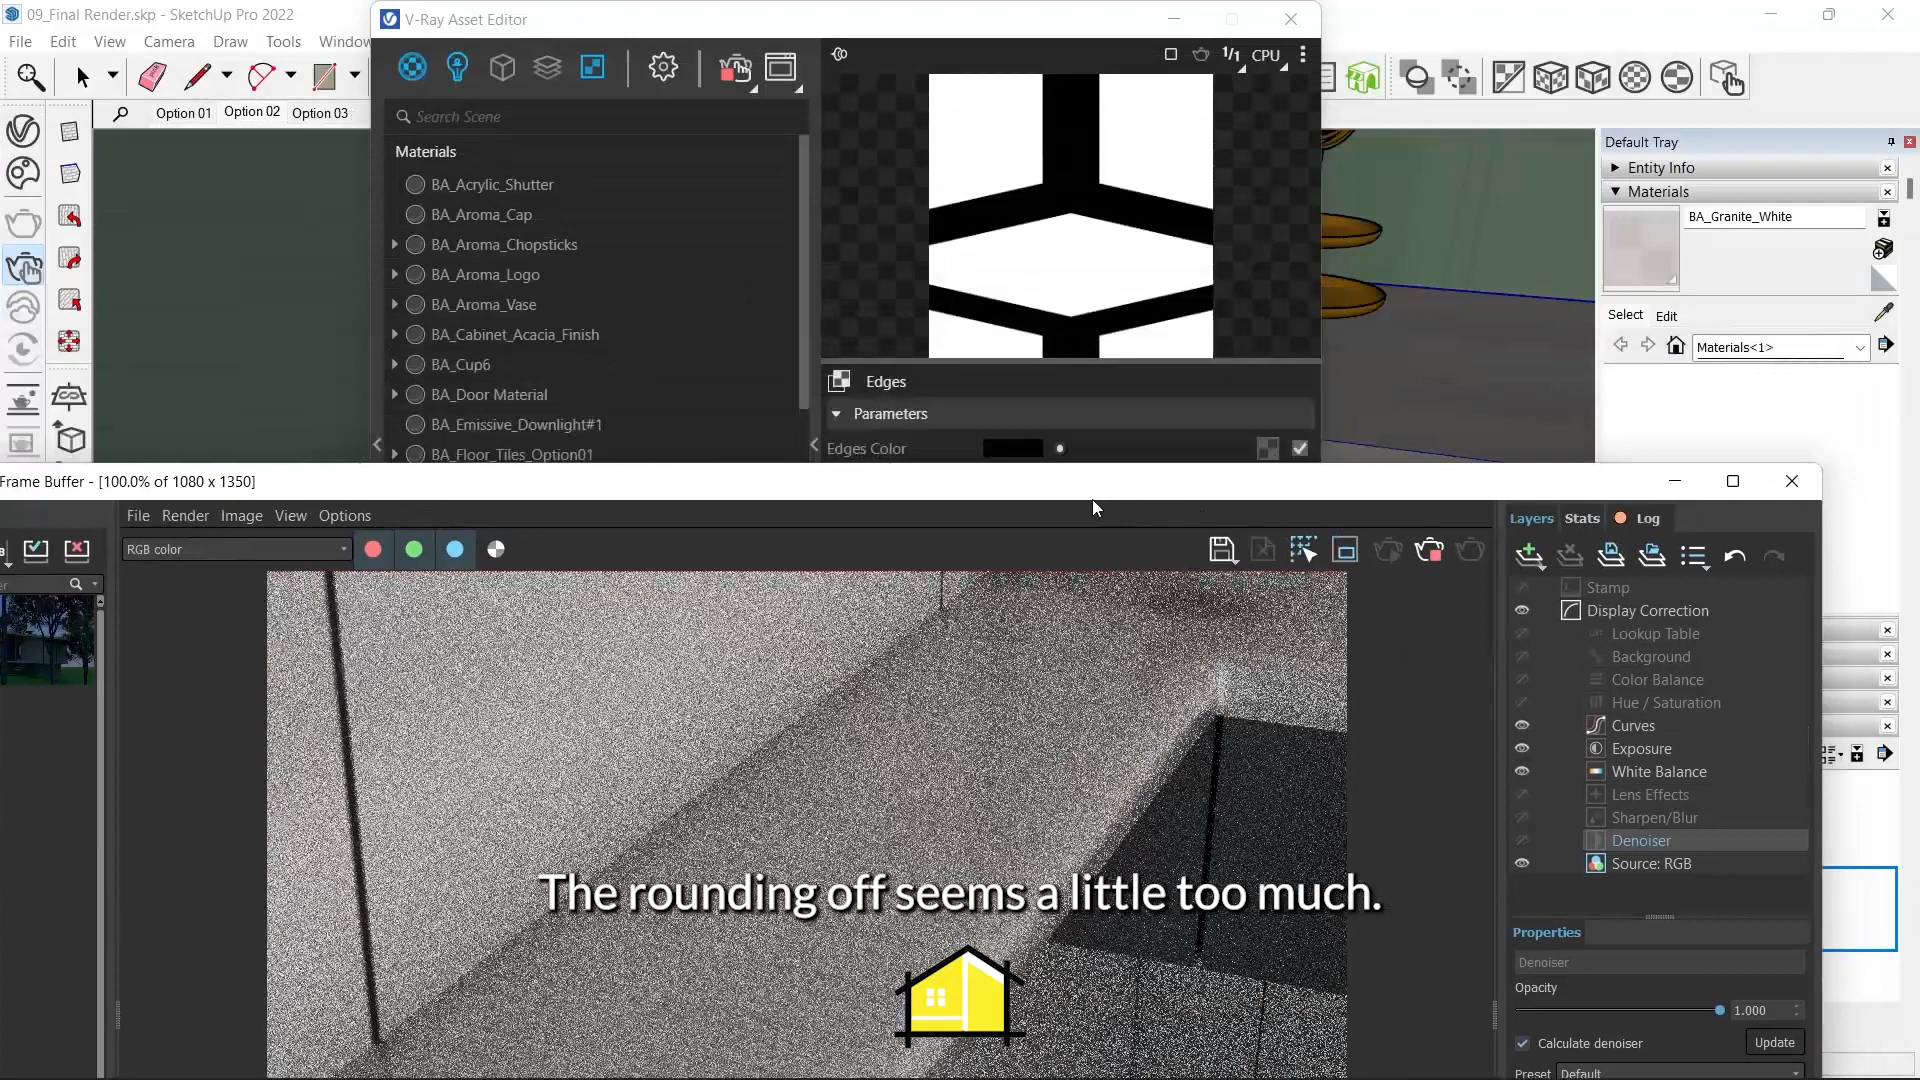 09_Final Render.skp - SketchUp Pro 2022
File Edit View Camera Draw Tools Window
Option 01 Option 02 Option 03
V-Ray Asset Editor
1/1 CPU
Search Scene
Materials
BA_Acrylic_Shutter
BA_Aroma_Cap
BA_Aroma_Chopsticks
BA_Aroma_Logo
BA_Aroma_Vase
BA_Cabinet_Acacia_Finish
BA_Cup6
BA_Door Material
BA_Emissive_Downlight#1
BA_Floor_Tiles_Option01
Edges
Parameters
Edges Color
Default Tray
Entity Info
Materials
BA_Granite_White
Select Edit
Materials<1>
Frame Buffer - [100.0% of 1080 x 1350]
File Render Image View Options
RGB color
Layers Stats Log
Stamp
Display Correction
Lookup Table
Background
Color Balance
Hue / Saturation
Curves
Exposure
White Balance
Lens Effects
Sharpen/Blur
Denoiser
Source: RGB
The rounding off seems a little too much.
Properties
Denoiser
Opacity
1.000
Calculate denoiser Update
Preset Default